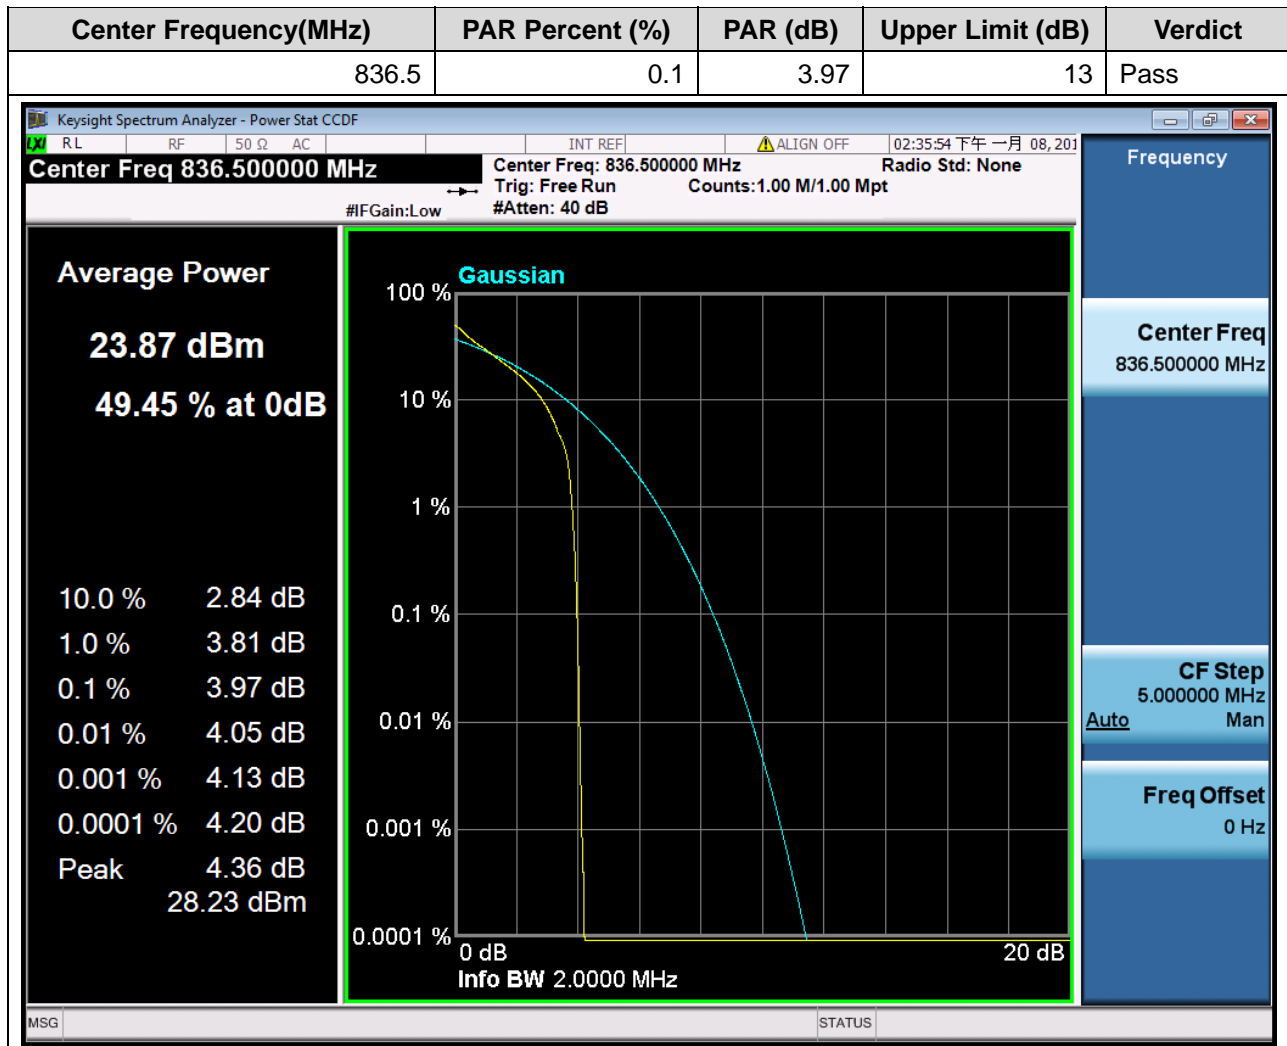 Center Frequency(MHz) PAR Percent (%) PAR (dB) Upper Limit (dB) Verdict
836.5 0.1 3.97 13 Pass
Keysight Spectrum Analyzer - Power Stat CCDF
LXI RL RF 50 Ω AC INT REF ALIGN OFF 02:35:54 下午 一月 08, 201
Center Freq 836.500000 MHz
Center Freq: 836.500000 MHz Radio Std: None
Trig: Free Run Counts:1.00 M/1.00 Mpt
#IFGain:Low #Atten: 40 dB
Average Power
23.87 dBm
49.45 % at 0dB
10.0 % 2.84 dB
1.0 % 3.81 dB
0.1 % 3.97 dB
0.01 % 4.05 dB
0.001 % 4.13 dB
0.0001 % 4.20 dB
Peak 4.36 dB
28.23 dBm
Gaussian
100 %
10 %
1 %
0.1 %
0.01 %
0.001 %
0.0001 %
0 dB 20 dB
Info BW 2.0000 MHz
Frequency
Center Freq
836.500000 MHz
CF Step
5.000000 MHz
Auto Man
Freq Offset
0 Hz
MSG STATUS